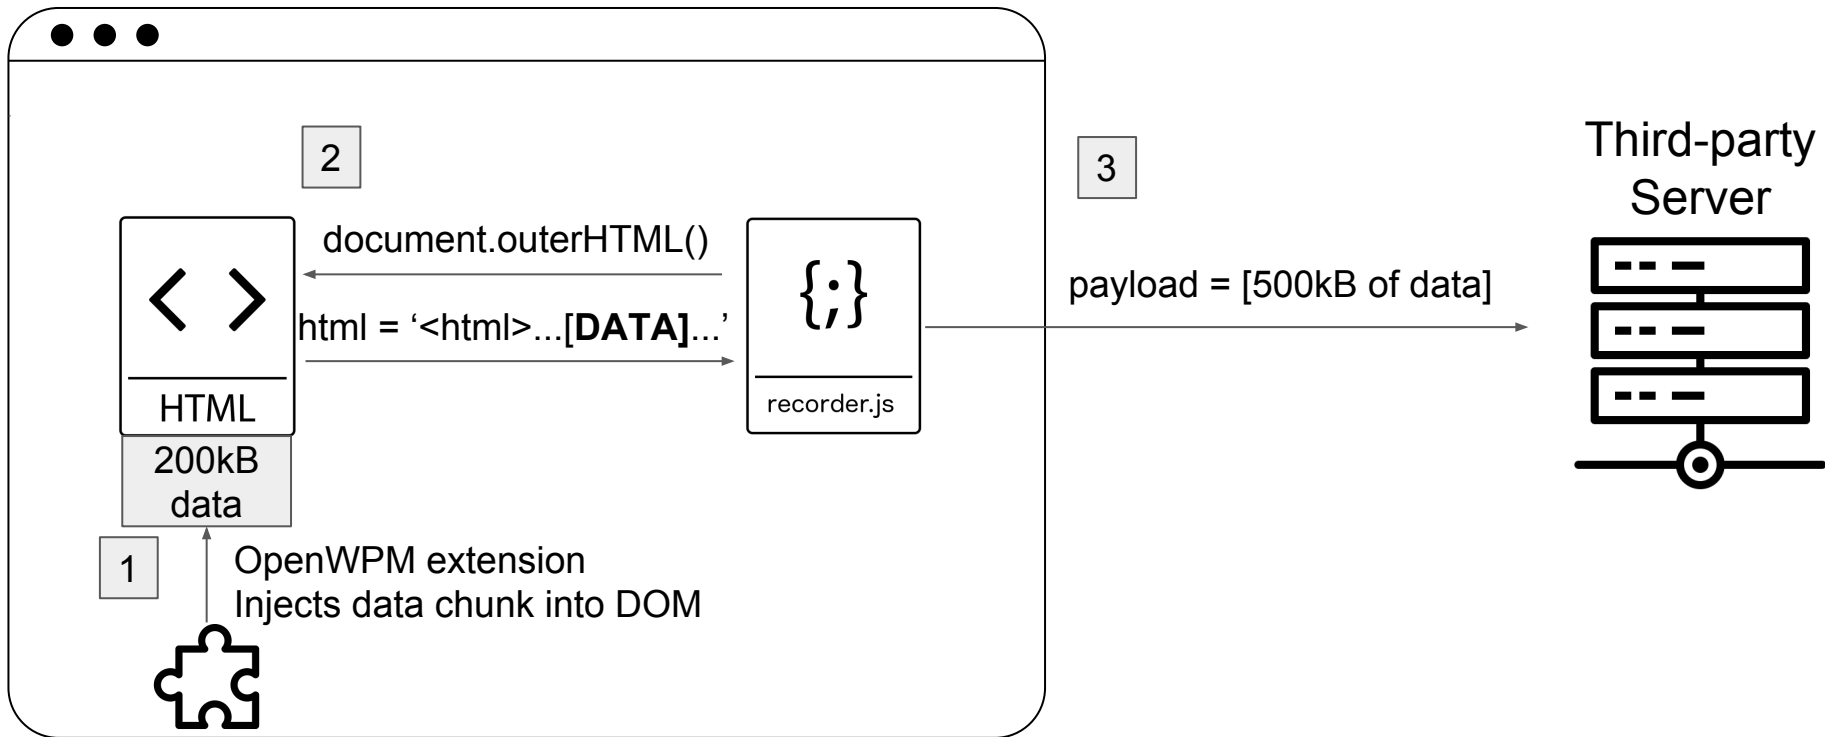 2
3
Third-party
Server
document.outerHTML()
payload = [500kB of data]
html = ‘<html>...[DATA]...’
{;}
HTML
recorder.js
200kB
data
1
OpenWPM extension
Injects data chunk into DOM